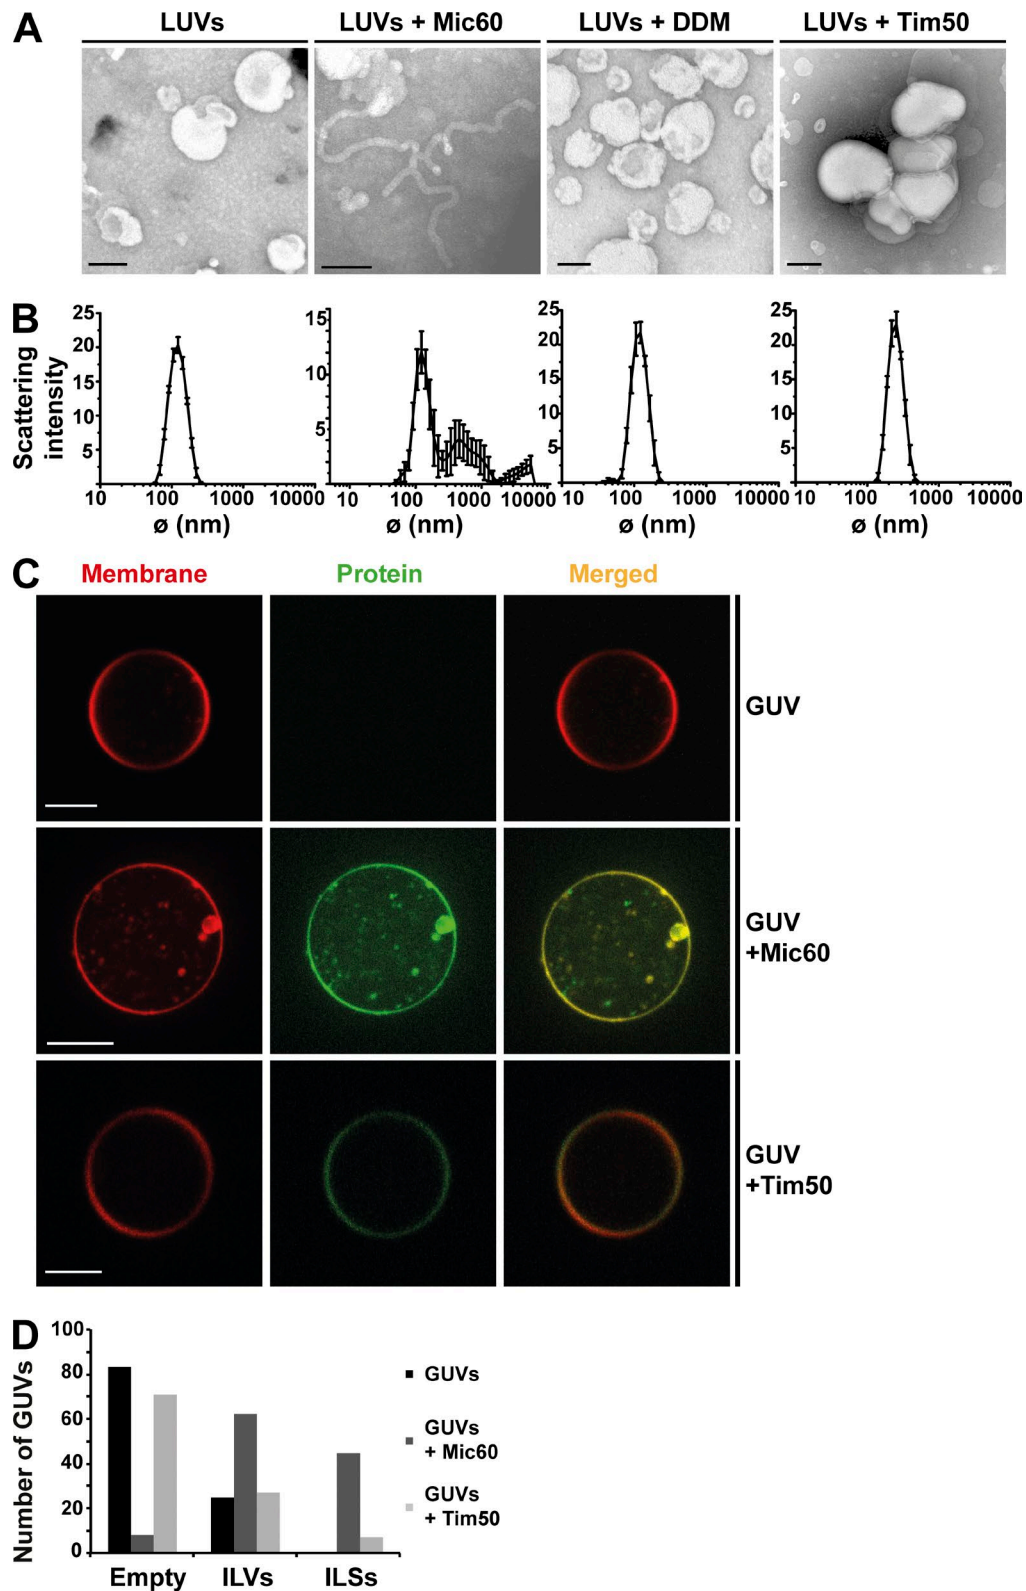 A
LUVs
LUVs + Mic60
LUVs + DDM
LUVs + Tim50
B
Scattering
intensity
25
20
15
10
5
10 100 1000 10000
ø (nm)
15
10
5
10 100 1000 10000
ø (nm)
25
20
15
10
5
10 100 1000 10000
ø (nm)
25
20
15
10
5
10 100 1000 10000
ø (nm)
C
Membrane
Protein
Merged
GUV
GUV
+Mic60
GUV
+Tim50
D
Number of GUVs
100
80
60
40
20
0
Empty
ILVs
ILSs
GUVs
GUVs
+ Mic60
GUVs
+ Tim50